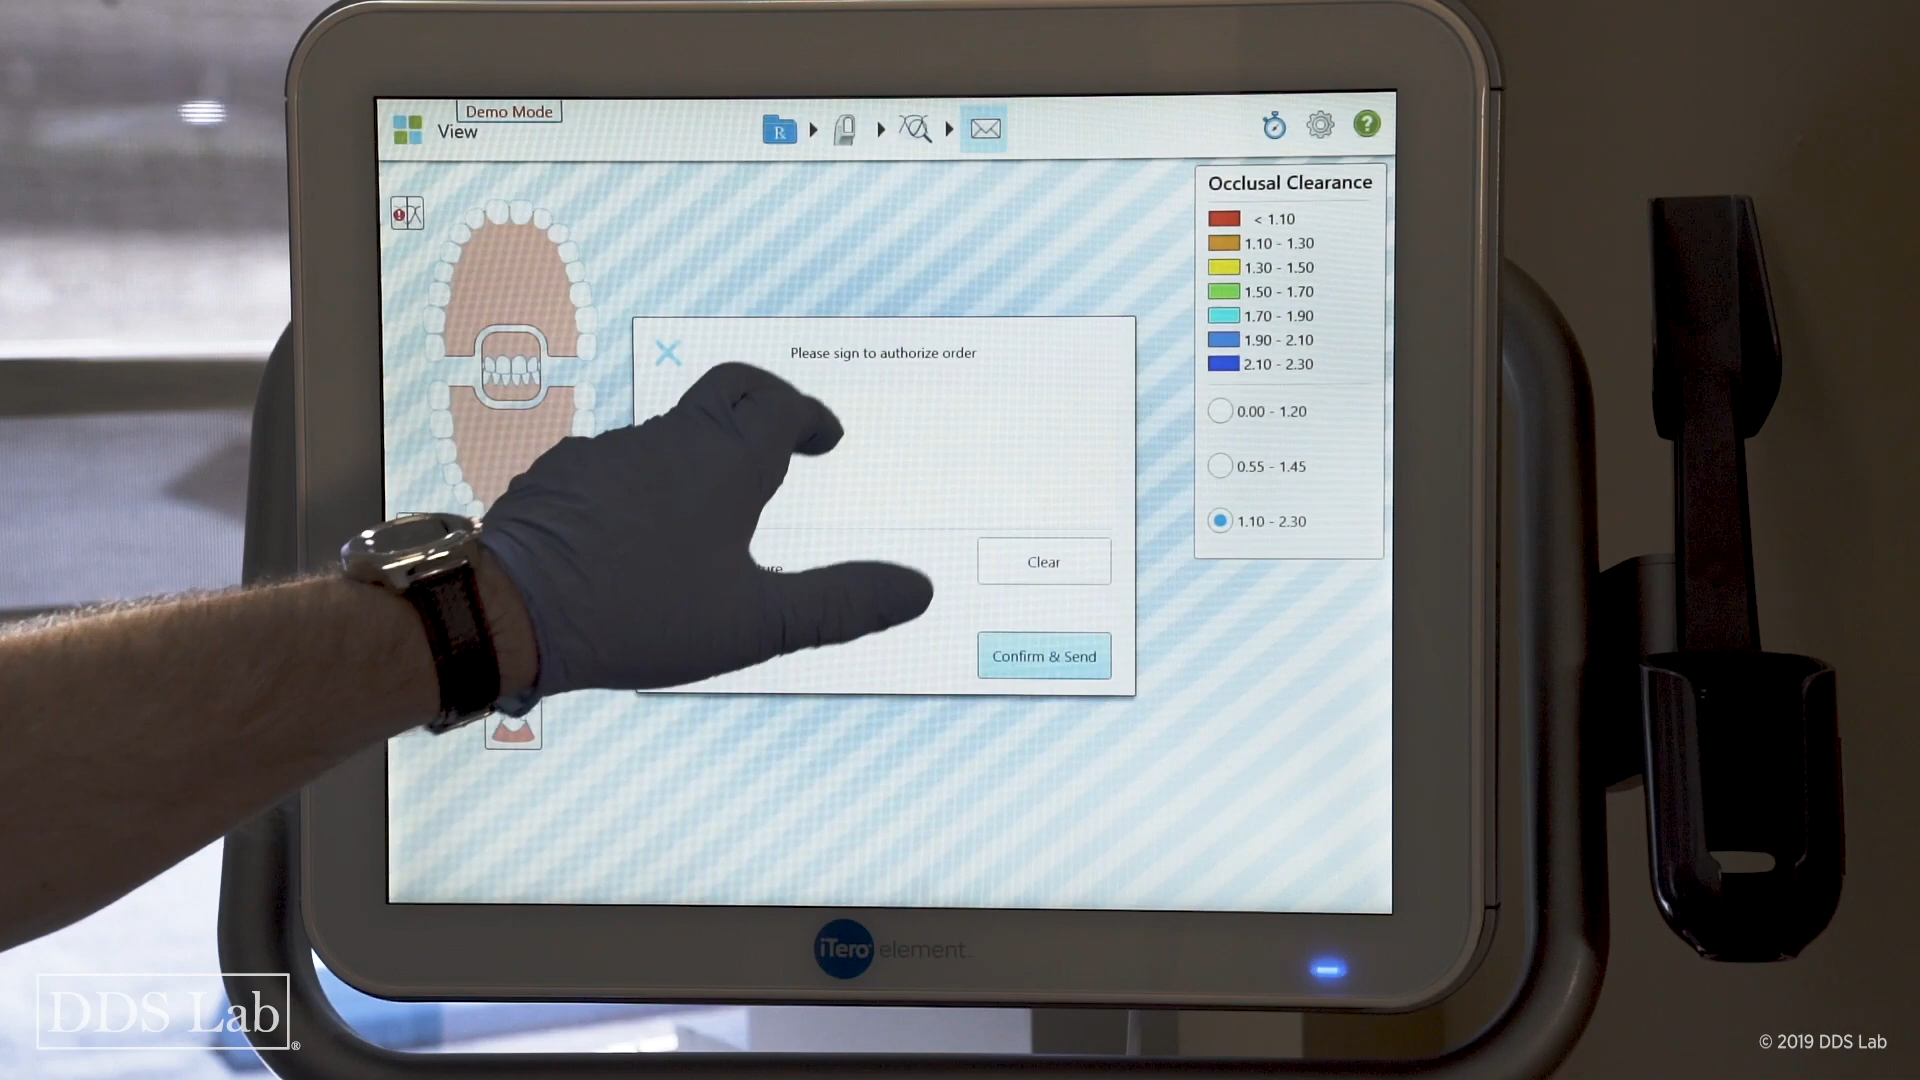 Demo Mode
View
R
?
Occlusal Clearance
< 1.10
1.10 - 1.30
1.30 - 1.50
1.50 - 1.70
1.70 - 1.90
1.90 - 2.10
2.10 - 2.30
0.00 - 1.20
0.55 - 1.45
1.10 - 2.30
Please sign to authorize order
Clear
Confirm & Send
iTero element
DDS Lab®
© 2019 DDS Lab